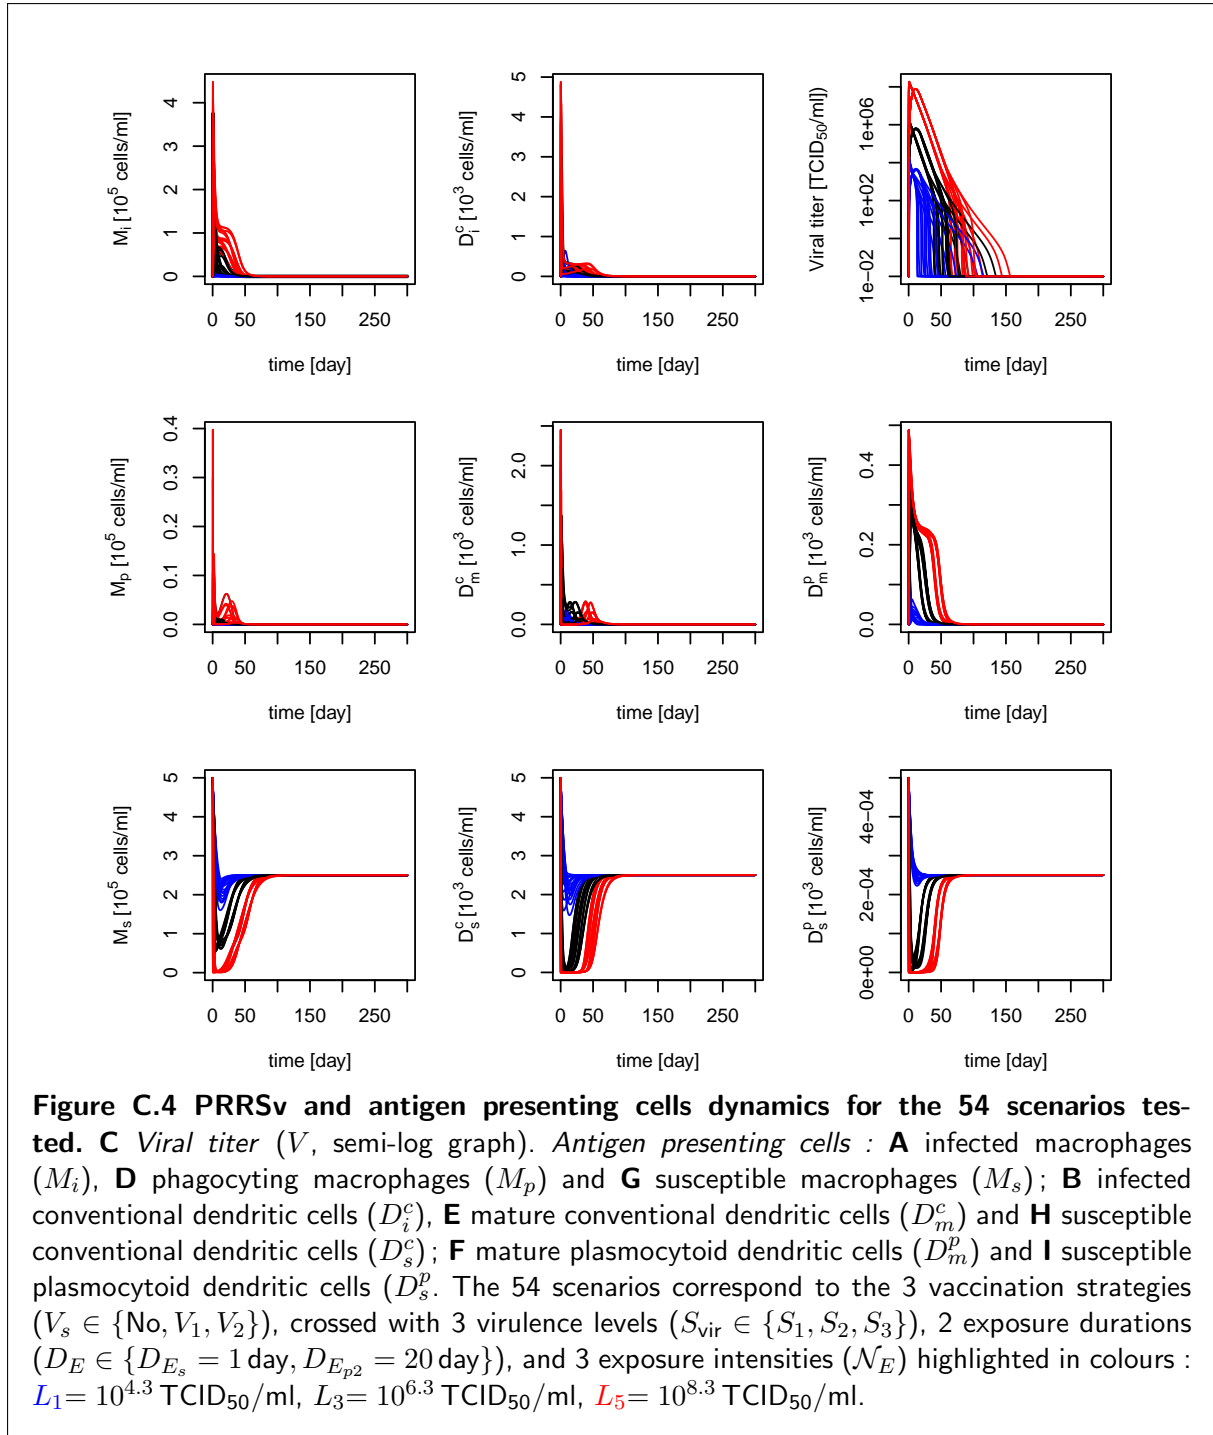 M_i [10^5 cells/ml]
0 1 2 3 4
0 50 150 250
time [day]
D_i^c [10^3 cells/ml]
0 1 2 3 4 5
0 50 150 250
time [day]
Viral titer [TCID_50/ml])
1e−02 1e+02 1e+06
0 50 150 250
time [day]
M_p [10^5 cells/ml]
0.0 0.1 0.2 0.3 0.4
0 50 150 250
time [day]
D_m^c [10^3 cells/ml]
0.0 1.0 2.0
0 50 150 250
time [day]
D_m^p [10^3 cells/ml]
0.0 0.2 0.4
0 50 150 250
time [day]
M_s [10^5 cells/ml]
0 1 2 3 4 5
0 50 150 250
time [day]
D_s^c [10^3 cells/ml]
0 1 2 3 4 5
0 50 150 250
time [day]
D_s^p [10^3 cells/ml]
0e+00 2e−04 4e−04
0 50 150 250
time [day]
Figure C.4 PRRSv and antigen presenting cells dynamics for the 54 scenarios tes-
ted. C Viral titer (V, semi-log graph). Antigen presenting cells : A infected macrophages
(M_i), D phagocyting macrophages (M_p) and G susceptible macrophages (M_s) ; B infected
conventional dendritic cells (D_i^c), E mature conventional dendritic cells (D_m^c) and H susceptible
conventional dendritic cells (D_s^c) ; F mature plasmocytoid dendritic cells (D_m^p) and I susceptible
plasmocytoid dendritic cells (D_s^p. The 54 scenarios correspond to the 3 vaccination strategies
(V_s ∈ {No, V_1, V_2}), crossed with 3 virulence levels (S_vir ∈ {S_1, S_2, S_3}), 2 exposure durations
(D_E ∈ {D_{E_s} = 1 day, D_{E_{p2}} = 20 day}), and 3 exposure intensities (N_E) highlighted in colours :
L_1= 10^4.3 TCID_50/ml, L_3= 10^6.3 TCID_50/ml, L_5= 10^8.3 TCID_50/ml.